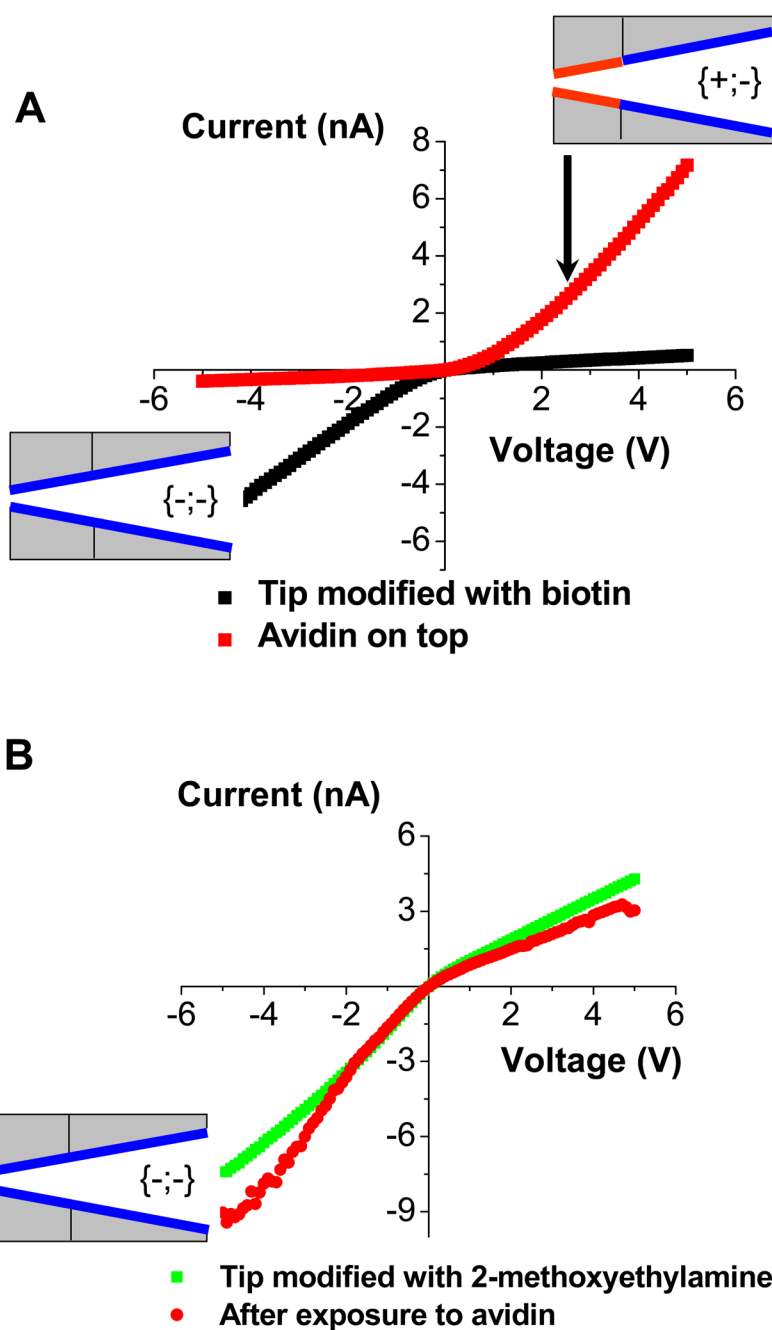 {+;-}
A
Current (nA)
8
6
4
2
-6 -4 -2 2 4 6
-2
Voltage (V)
-4
{-;-}
-6
Tip modified with biotin
Avidin on top
B
Current (nA)
6
3
-6 -4 -2 2 4 6
-3
Voltage (V)
-6
{-;-}
-9
Tip modified with 2-methoxyethylamine
After exposure to avidin